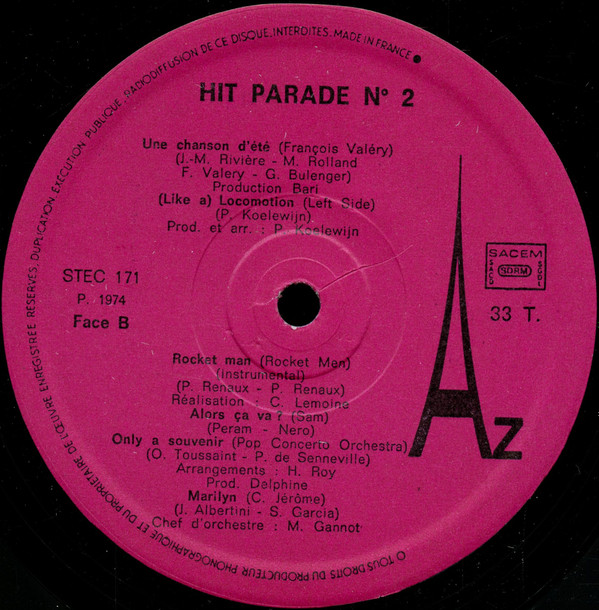 O TOUS DROITS DU PRODUCTEUR PHONOGRAPHIQUE ET DU PROPRIETAIRE DE L'ŒUVRE ENREGISTREE RESERVES. DUPLICATION EXECUTION PUBLIQUE. RADIODIFFUSION DE CE DISQUE INTERDITES. MADE IN FRANCE
HIT PARADE N° 2
Une chanson d'été (François Valéry)
(J.-M. Rivière - M. Rolland
F. Valery - G. Bulenger)
Production Bari
(Like a) Locomotion (Left Side)
(P. Koelewijn)
Prod. et arr. : P. Koelewijn
STEC 171
P. 1974
Face B
SACEM
SACD
SDRM
SGDL
33 T.
Rocket man (Rocket Men)
(instrumental)
(P. Renaux - P. Renaux)
Réalisation : C. Lemoine
Alors ça va ? (Sam)
(Peram - Nero)
Only a souvenir (Pop Concerto Orchestra)
(O. Toussaint - P. de Senneville)
Arrangements : H. Roy
Prod. Delphine
Marilyn (C. Jérôme)
(J. Albertini - S. Garcia)
Chef d'orchestre : M. Gannot
Az